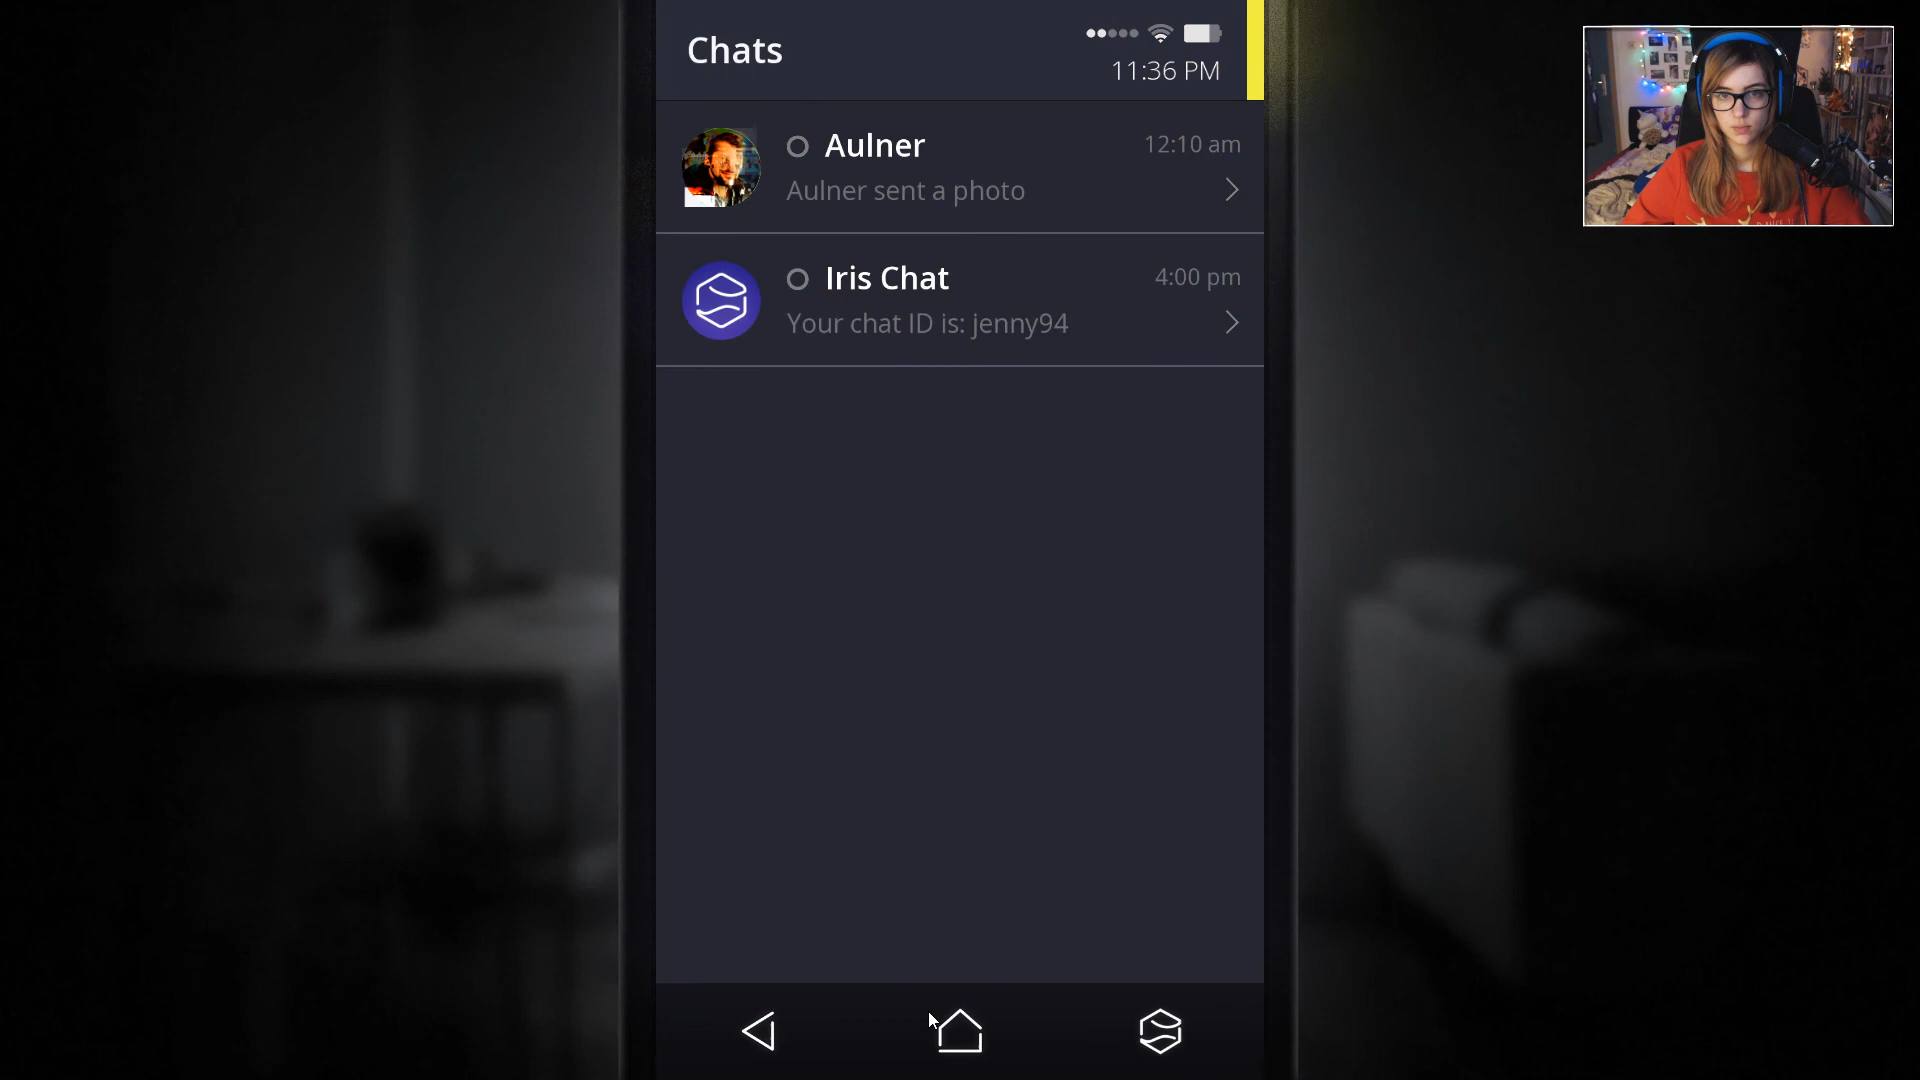 Chats
11:36 PM
Aulner
12:10 am
Aulner sent a photo
Iris Chat
4:00 pm
Your chat ID is: jenny94